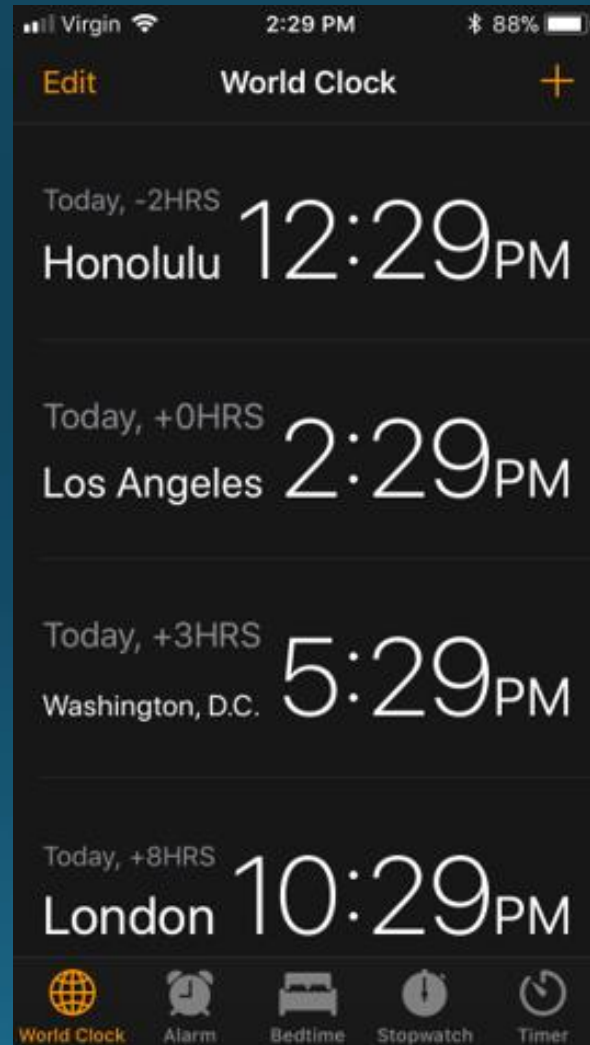 Virgin 2:29 PM 88%
Edit World Clock +
Today, -2HRS
Honolulu 12:29PM
Today, +0HRS
Los Angeles 2:29PM
Today, +3HRS
Washington, D.C. 5:29PM
Today, +8HRS
London 10:29PM
World Clock Alarm Bedtime Stopwatch Timer